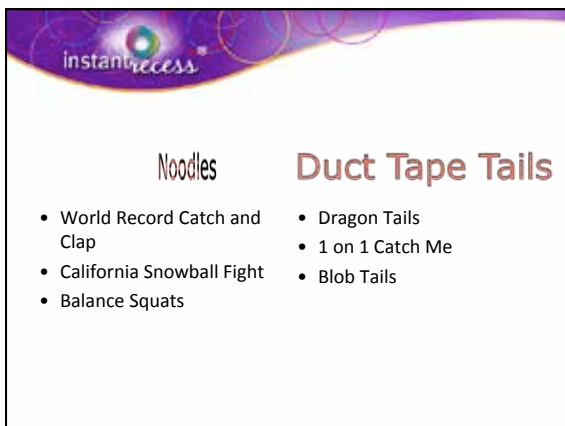 instant recess®
Noodles
• World Record Catch and
Clap
• California Snowball Fight
• Balance Squats
Duct Tape Tails
• Dragon Tails
• 1 on 1 Catch Me
• Blob Tails